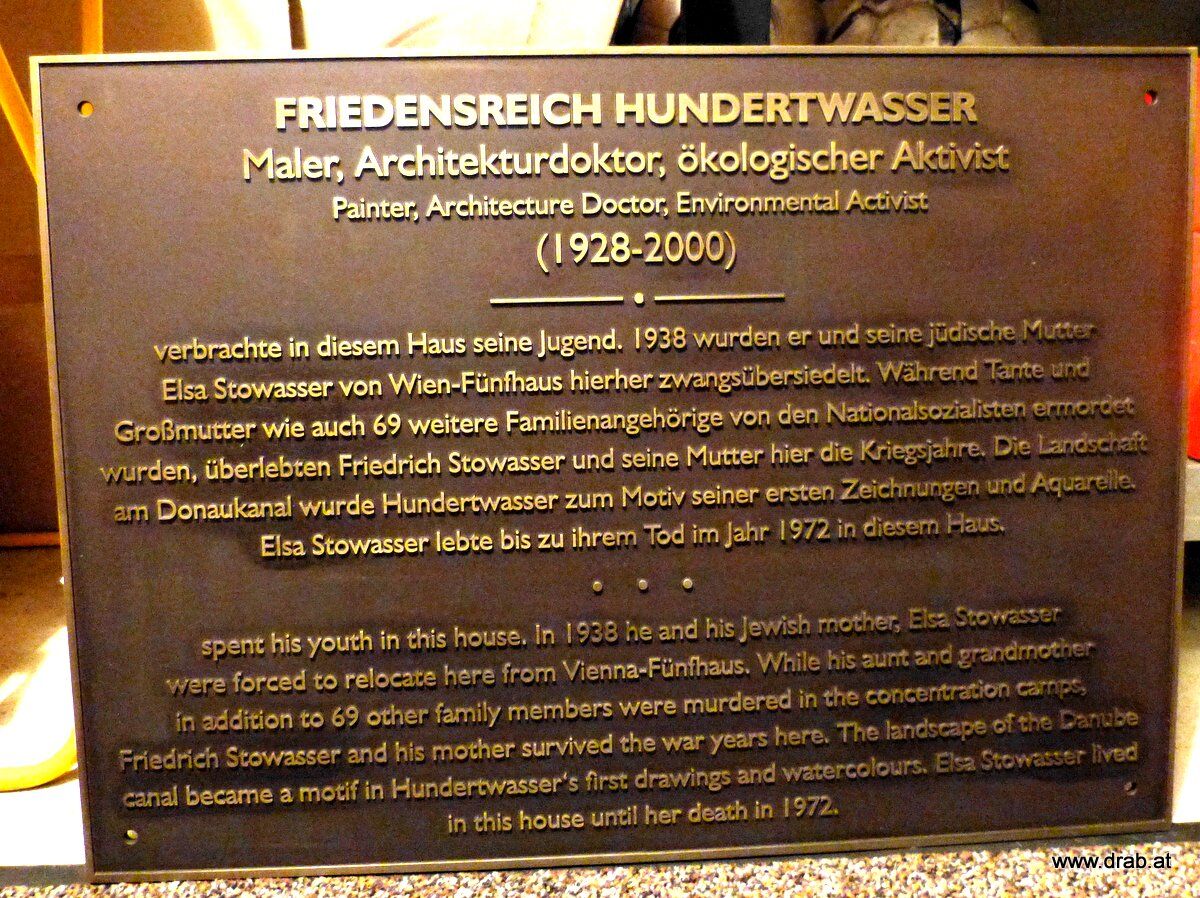 FRIEDENSREICH HUNDERTWASSER
Maler, Architekturdoktor, ökologischer Aktivist
Painter, Architecture Doctor, Environmental Activist
(1928-2000)
verbrachte in diesem Haus seine Jugend. 1938 wurden er und seine jüdische Mutter
Elsa Stowasser von Wien-Fünfhaus hierher zwangsübersiedelt. Während Tante und
Großmutter wie auch 69 weitere Familienangehörige von den Nationalsozialisten ermordet
wurden, überlebten Friedrich Stowasser und seine Mutter hier die Kriegsjahre. Die Landschaft
am Donaukanal wurde Hundertwasser zum Motiv seiner ersten Zeichnungen und Aquarelle.
Elsa Stowasser lebte bis zu ihrem Tod im Jahr 1972 in diesem Haus.
spent his youth in this house. In 1938 he and his Jewish mother, Elsa Stowasser
were forced to relocate here from Vienna-Fünfhaus. While his aunt and grandmother
in addition to 69 other family members were murdered in the concentration camps,
Friedrich Stowasser and his mother survived the war years here. The landscape of the Danube
canal became a motif in Hundertwasser‘s first drawings and watercolours. Elsa Stowasser lived
in this house until her death in 1972.
www.drab.at